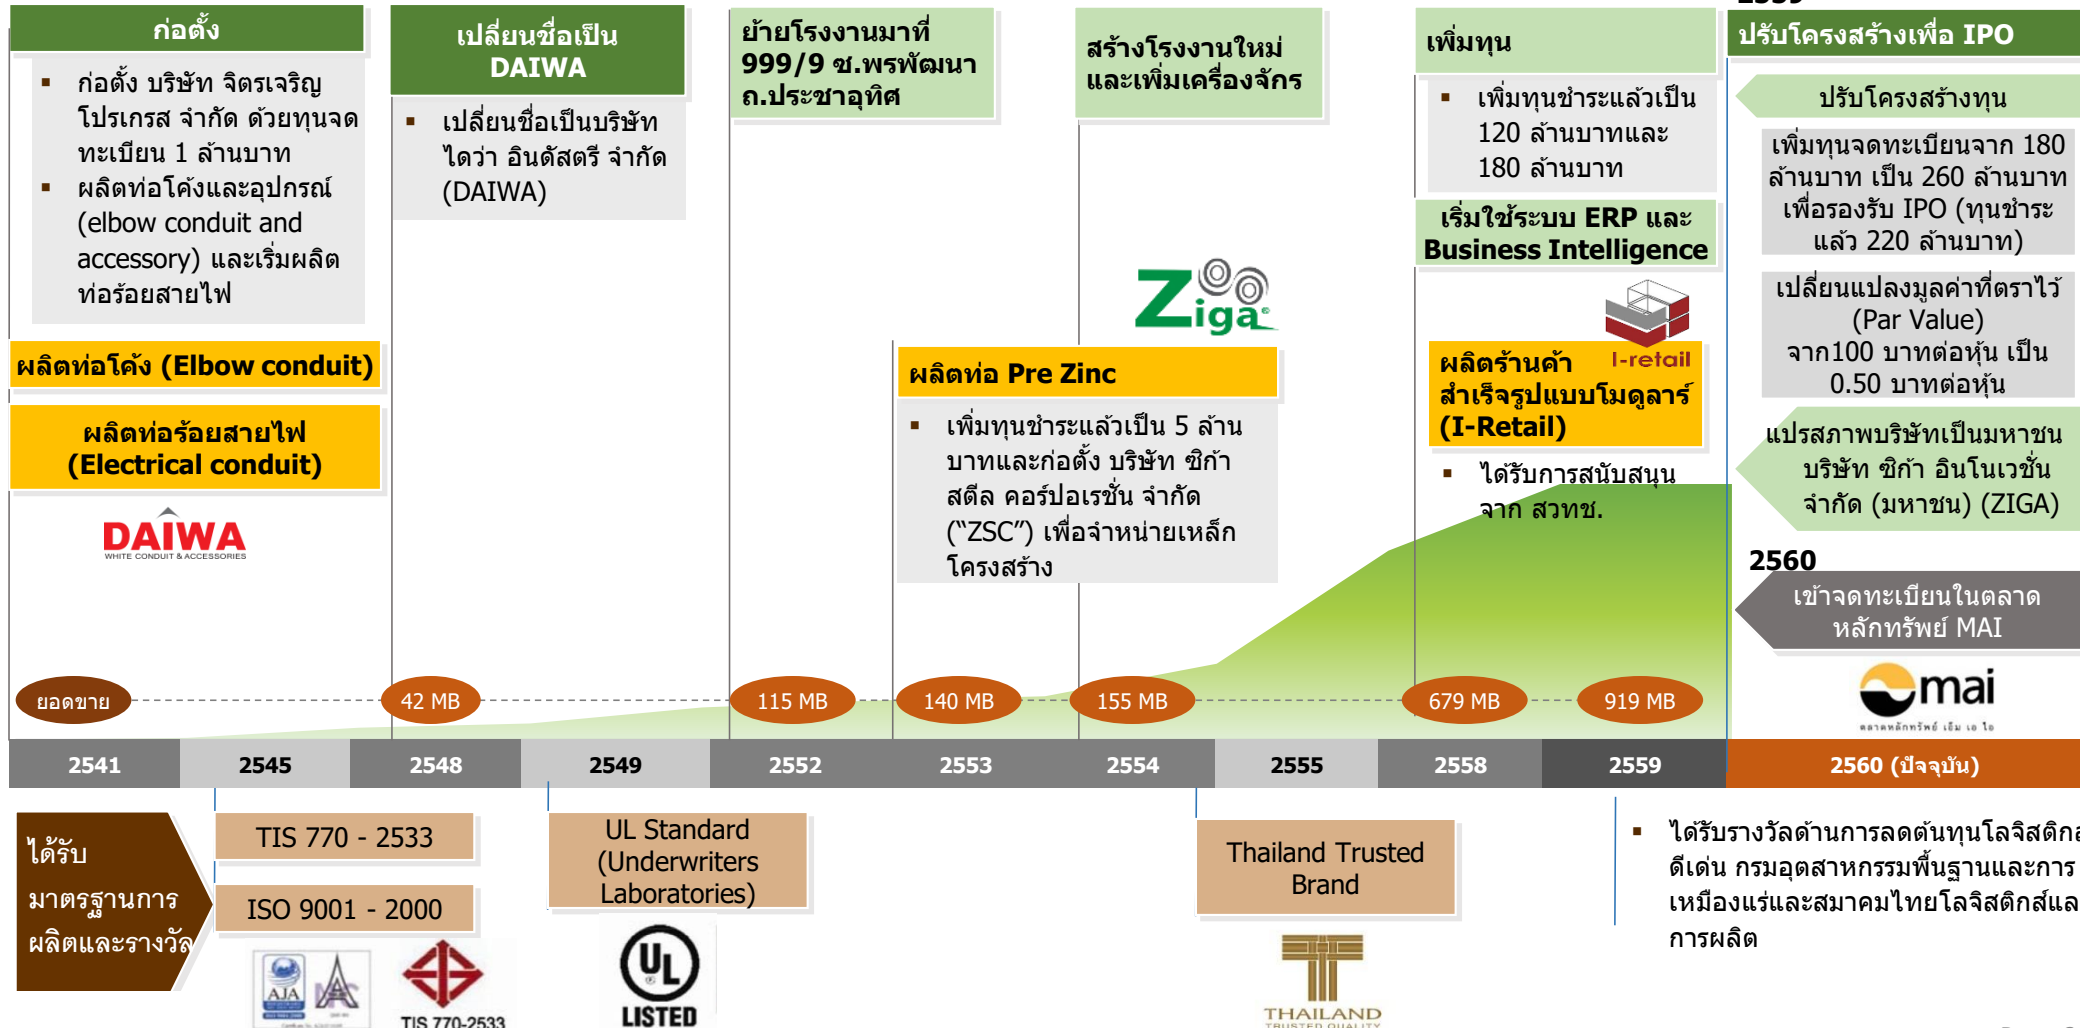 ก่อตั้ง
ก่อตั้ง บริษัท จิตรเจริญ
โปรเกรส จำกัด ด้วยทุนจด
ทะเบียน 1 ล้านบาท
ผลิตท่อโค้งและอุปกรณ์
(elbow conduit and
accessory) และเริ่มผลิต
ท่อร้อยสายไฟ
ผลิตท่อโค้ง (Elbow conduit)
ผลิตท่อร้อยสายไฟ
(Electrical conduit)
DAIWA
WHITE CONDUIT & ACCESSORIES
เปลี่ยนชื่อเป็น
DAIWA
เปลี่ยนชื่อเป็นบริษัท
ไดว่า อินดัสตรี จำกัด
(DAIWA)
ย้ายโรงงานมาที่
999/9 ซ.พรพัฒนา
ถ.ประชาอุทิศ
สร้างโรงงานใหม่
และเพิ่มเครื่องจักร
Ziga
ผลิตท่อ Pre Zinc
เพิ่มทุนชำระแล้วเป็น 5 ล้าน
บาทและก่อตั้ง บริษัท ซิก้า
สตีล คอร์ปอเรชั่น จำกัด
(“ZSC”) เพื่อจำหน่ายเหล็ก
โครงสร้าง
เพิ่มทุน
เพิ่มทุนชำระแล้วเป็น
120 ล้านบาทและ
180 ล้านบาท
เริ่มใช้ระบบ ERP และ
Business Intelligence
I-retail
ผลิตร้านค้า
สำเร็จรูปแบบโมดูลาร์
(I-Retail)
ได้รับการสนับสนุน
จาก สวทช.
2559
ปรับโครงสร้างเพื่อ IPO
ปรับโครงสร้างทุน
เพิ่มทุนจดทะเบียนจาก 180
ล้านบาท เป็น 260 ล้านบาท
เพื่อรองรับ IPO (ทุนชำระ
แล้ว 220 ล้านบาท)
เปลี่ยนแปลงมูลค่าที่ตราไว้
(Par Value)
จาก100 บาทต่อหุ้น เป็น
0.50 บาทต่อหุ้น
แปรสภาพบริษัทเป็นมหาชน
บริษัท ซิก้า อินโนเวชั่น
จำกัด (มหาชน) (ZIGA)
2560
เข้าจดทะเบียนในตลาด
หลักทรัพย์ MAI
mai
ตลาดหลักทรัพย์ เอ็ม เอ ไอ
ยอดขาย
42 MB
115 MB
140 MB
155 MB
679 MB
919 MB
2541
2545
2548
2549
2552
2553
2554
2555
2558
2559
2560 (ปัจจุบัน)
ได้รับ
มาตรฐานการ
ผลิตและรางวัล
TIS 770 - 2533
ISO 9001 - 2000
AJA
TIS 770-2533
UL Standard
(Underwriters
Laboratories)
UL
LISTED
Thailand Trusted
Brand
THAILAND
TRUSTED QUALITY
ได้รับรางวัลด้านการลดต้นทุนโลจิสติกส์
ดีเด่น กรมอุตสาหกรรมพื้นฐานและการ
เหมืองแร่และสมาคมไทยโลจิสติกส์และ
การผลิต